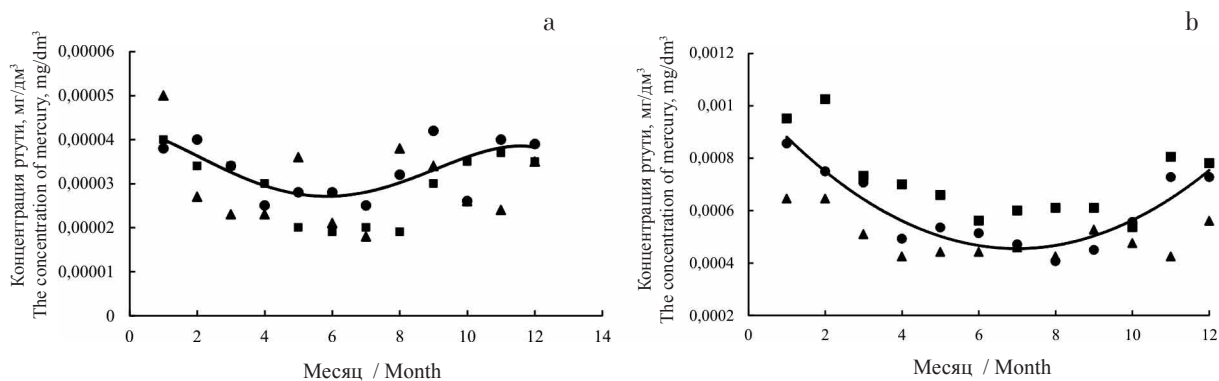 a
Концентрация ртути, мг/дм³
The concentration of mercury, mg/dm³
0,00006
0,00005
0,00004
0,00003
0,00002
0,00001
0
0 2 4 6 8 10 12 14
Месяц / Month
b
Концентрация ртути, мг/дм³
The concentration of mercury, mg/dm³
0,0012
0,001
0,0008
0,0006
0,0004
0,0002
0 2 4 6 8 10 12
Месяц / Month